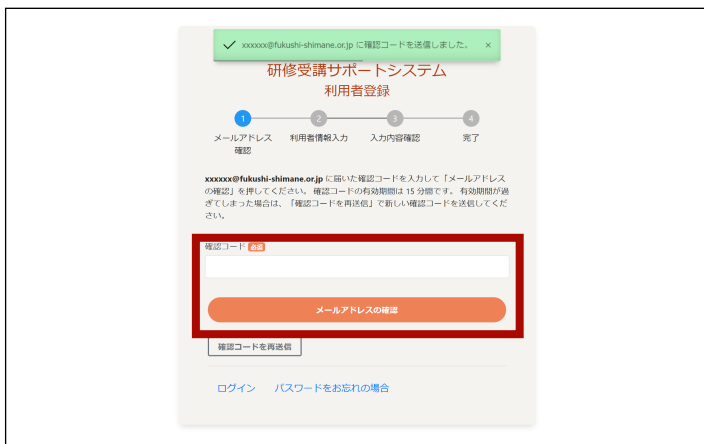 xxxxxx@fukushi-shimane.or.jp に確認コードを送信しました。 ×
研修受講サポートシステム
利用者登録
1 2 3 4
メールアドレス確認 利用者情報入力 入力内容確認 完了
xxxxxx@fukushi-shimane.or.jp に届いた確認コードを入力して「メールアドレス
の確認」を押してください。 確認コードの有効期間は 15 分間です。 有効期間が過
ぎてしまった場合は、「確認コードを再送信」で新しい確認コードを送信してくだ
さい。
確認コード 必須
メールアドレスの確認
確認コードを再送信
ログイン パスワードをお忘れの場合